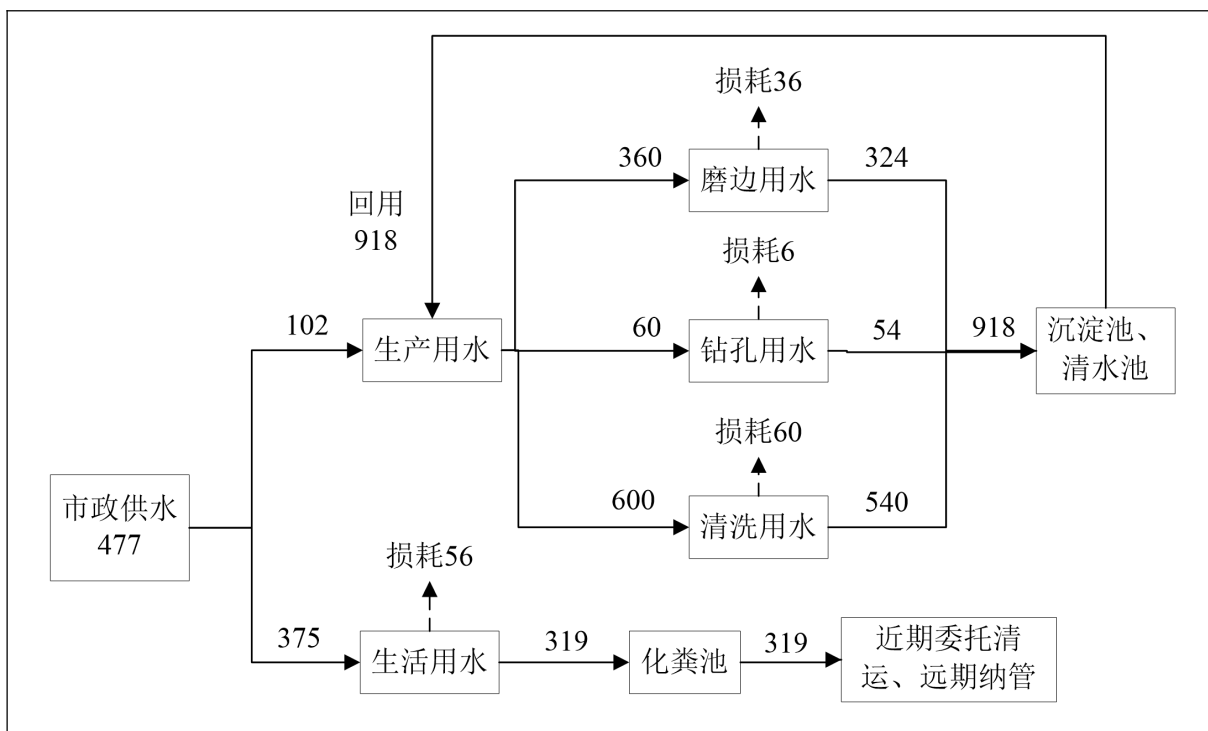 损耗36
360
磨边用水
324
回用
918
损耗6
102
生产用水
60
钻孔用水
54
918
沉淀池、
清水池
损耗60
600
清洗用水
540
市政供水
477
损耗56
375
生活用水
319
化粪池
319
近期委托清
运、远期纳管